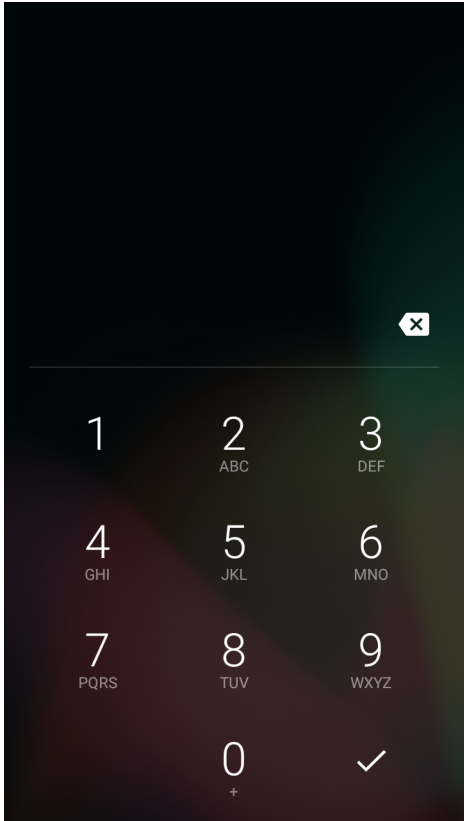 1 2 3
ABC DEF
4 5 6
GHI JKL MNO
7 8 9
PQRS TUV WXYZ
0
+